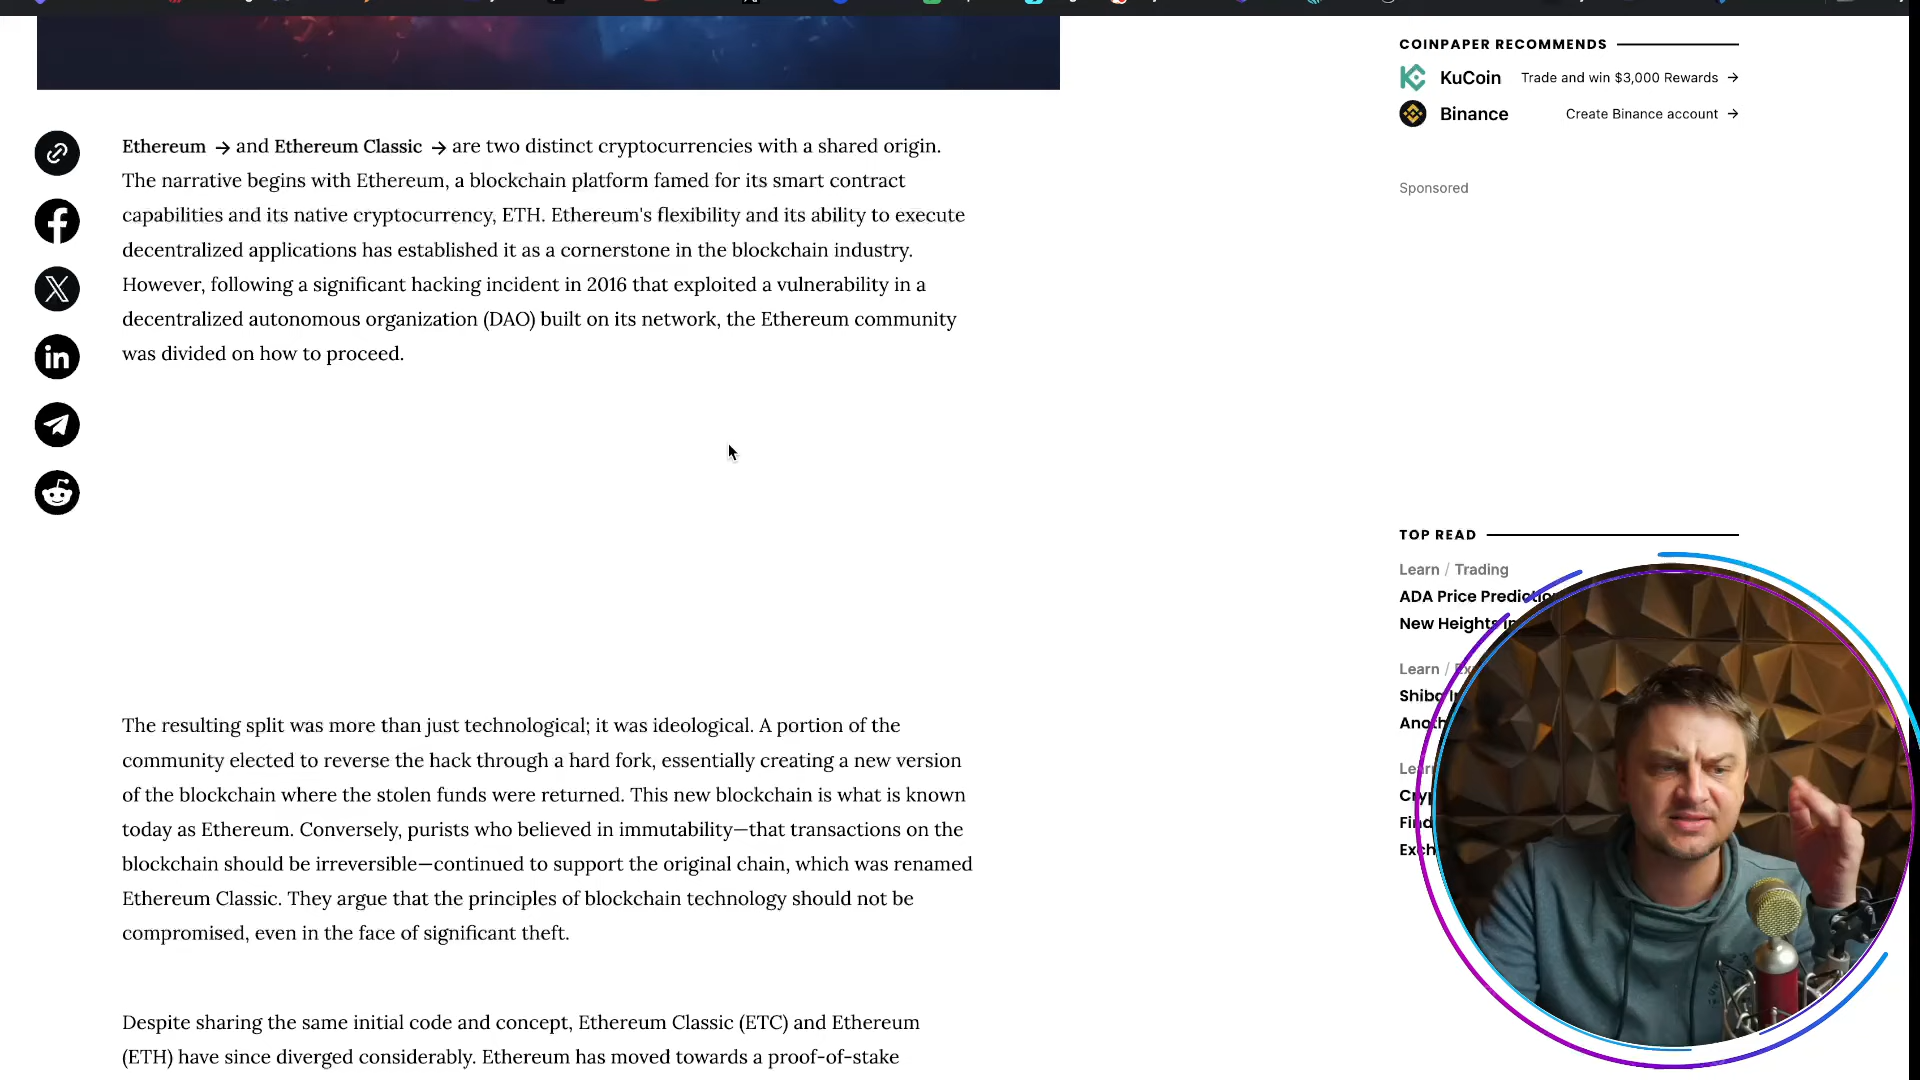 Ethereum → and Ethereum Classic → are two distinct cryptocurrencies with a shared origin.
The narrative begins with Ethereum, a blockchain platform famed for its smart contract
capabilities and its native cryptocurrency, ETH. Ethereum's flexibility and its ability to execute
decentralized applications has established it as a cornerstone in the blockchain industry.
However, following a significant hacking incident in 2016 that exploited a vulnerability in a
decentralized autonomous organization (DAO) built on its network, the Ethereum community
was divided on how to proceed.
The resulting split was more than just technological; it was ideological. A portion of the
community elected to reverse the hack through a hard fork, essentially creating a new version
of the blockchain where the stolen funds were returned. This new blockchain is what is known
today as Ethereum. Conversely, purists who believed in immutability—that transactions on the
blockchain should be irreversible—continued to support the original chain, which was renamed
Ethereum Classic. They argue that the principles of blockchain technology should not be
compromised, even in the face of significant theft.
Despite sharing the same initial code and concept, Ethereum Classic (ETC) and Ethereum
(ETH) have since diverged considerably. Ethereum has moved towards a proof-of-stake
COINPAPER RECOMMENDS
KuCoin Trade and win $3,000 Rewards →
Binance Create Binance account →
Sponsored
TOP READ
Learn / Trading
ADA Price Prediction
New Heights in
Learn /
Shiba
Learn
Find